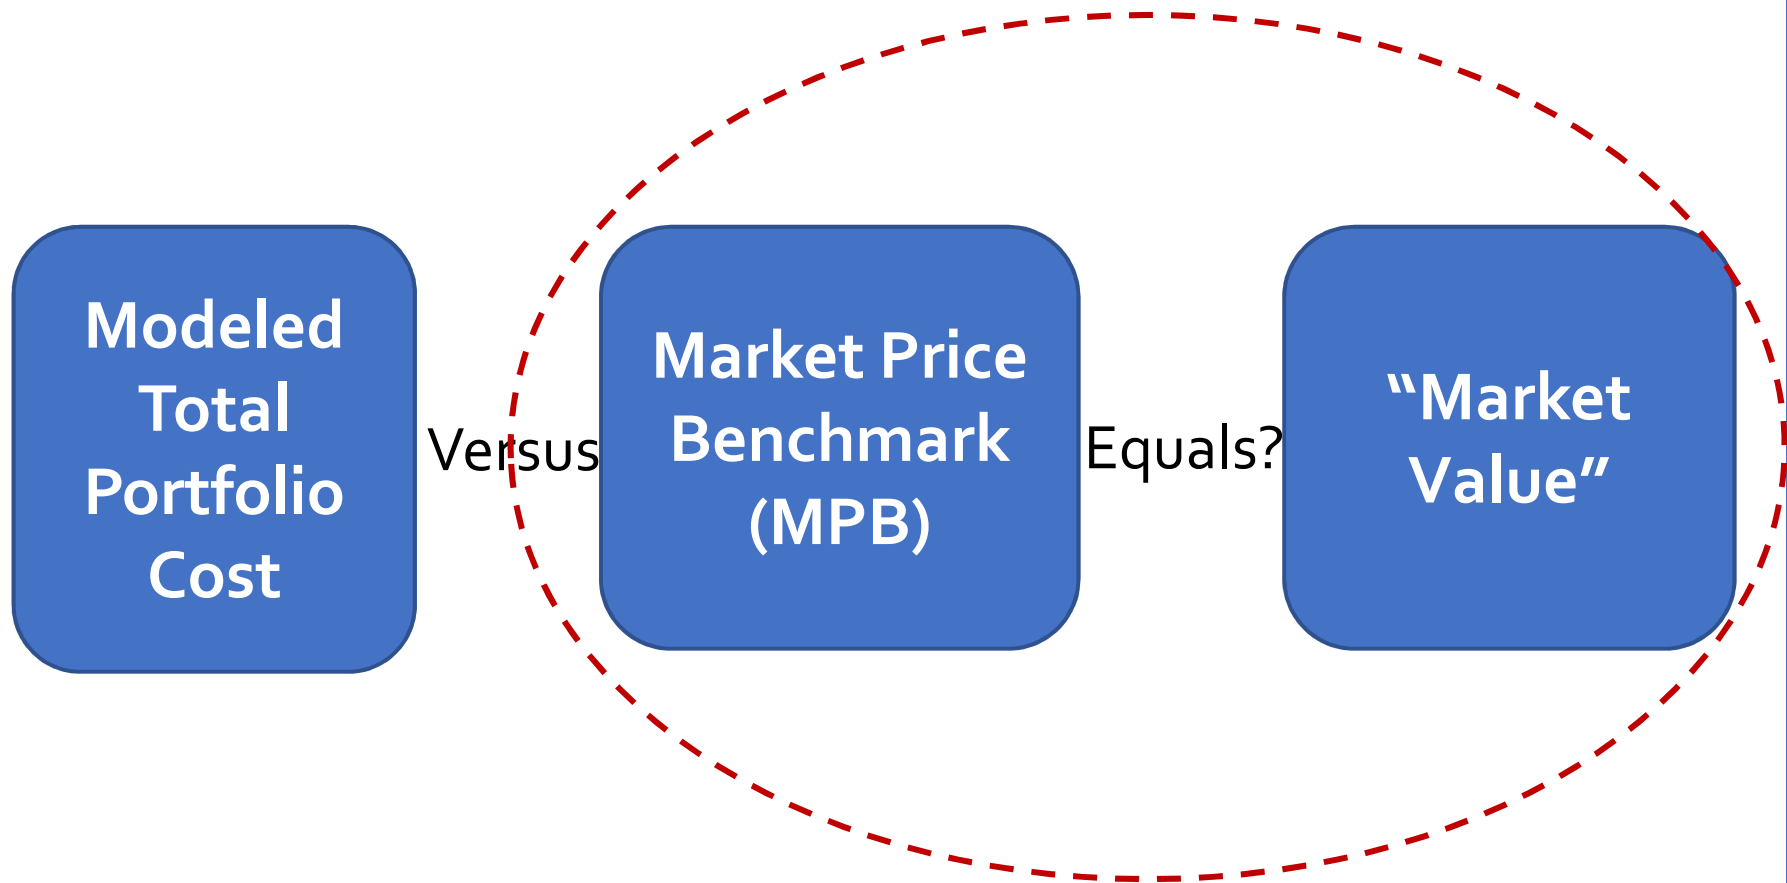 Modeled
Total
Portfolio
Cost
Versus
Market Price
Benchmark
(MPB)
Equals?
“Market
Value”